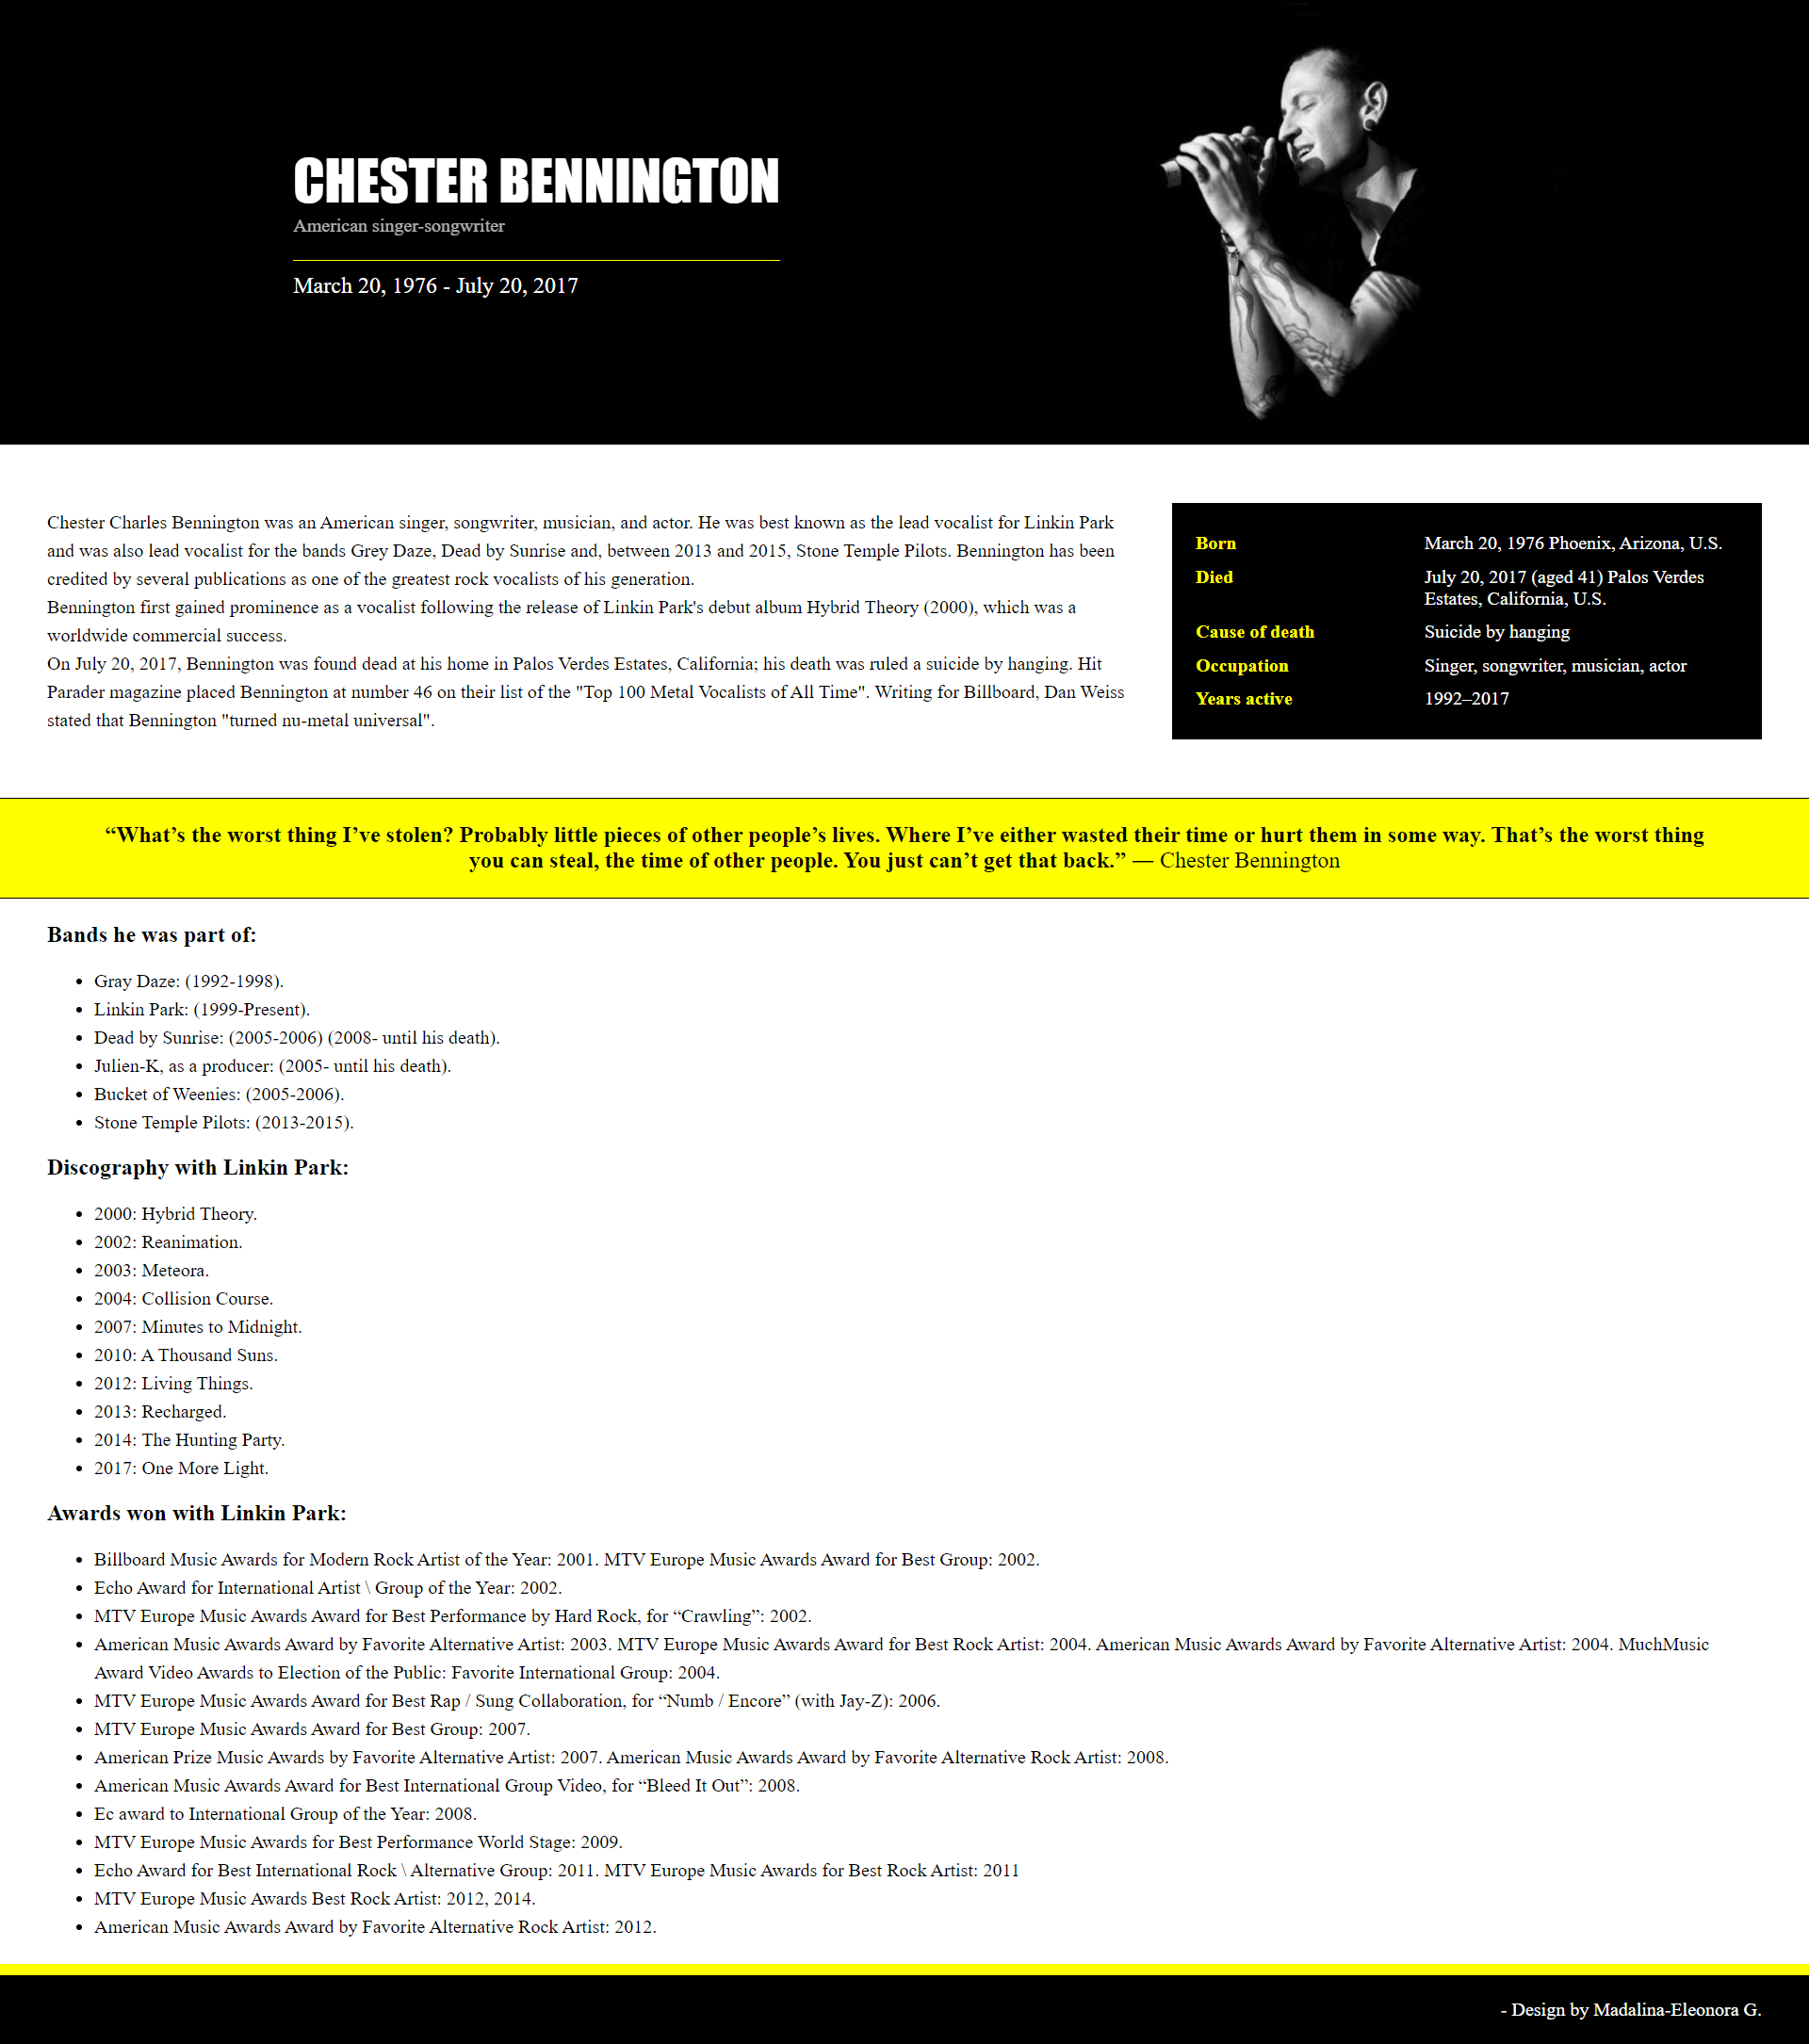 CHESTER BENNINGTON
American singer-songwriter
March 20, 1976 - July 20, 2017
Chester Charles Bennington was an American singer, songwriter, musician, and actor. He was best known as the lead vocalist for Linkin Park
and was also lead vocalist for the bands Grey Daze, Dead by Sunrise and, between 2013 and 2015, Stone Temple Pilots. Bennington has been
credited by several publications as one of the greatest rock vocalists of his generation.
Bennington first gained prominence as a vocalist following the release of Linkin Park's debut album Hybrid Theory (2000), which was a
worldwide commercial success.
On July 20, 2017, Bennington was found dead at his home in Palos Verdes Estates, California; his death was ruled a suicide by hanging. Hit
Parader magazine placed Bennington at number 46 on their list of the "Top 100 Metal Vocalists of All Time". Writing for Billboard, Dan Weiss
stated that Bennington "turned nu-metal universal".
Born March 20, 1976 Phoenix, Arizona, U.S.
Died July 20, 2017 (aged 41) Palos Verdes
Estates, California, U.S.
Cause of death Suicide by hanging
Occupation Singer, songwriter, musician, actor
Years active 1992–2017
“What’s the worst thing I’ve stolen? Probably little pieces of other people’s lives. Where I’ve either wasted their time or hurt them in some way. That’s the worst thing
you can steal, the time of other people. You just can’t get that back.” — Chester Bennington
Bands he was part of:
• Gray Daze: (1992-1998).
• Linkin Park: (1999-Present).
• Dead by Sunrise: (2005-2006) (2008- until his death).
• Julien-K, as a producer: (2005- until his death).
• Bucket of Weenies: (2005-2006).
• Stone Temple Pilots: (2013-2015).
Discography with Linkin Park:
• 2000: Hybrid Theory.
• 2002: Reanimation.
• 2003: Meteora.
• 2004: Collision Course.
• 2007: Minutes to Midnight.
• 2010: A Thousand Suns.
• 2012: Living Things.
• 2013: Recharged.
• 2014: The Hunting Party.
• 2017: One More Light.
Awards won with Linkin Park:
• Billboard Music Awards for Modern Rock Artist of the Year: 2001. MTV Europe Music Awards Award for Best Group: 2002.
• Echo Award for International Artist \ Group of the Year: 2002.
• MTV Europe Music Awards Award for Best Performance by Hard Rock, for “Crawling”: 2002.
• American Music Awards Award by Favorite Alternative Artist: 2003. MTV Europe Music Awards Award for Best Rock Artist: 2004. American Music Awards Award by Favorite Alternative Artist: 2004. MuchMusic
Award Video Awards to Election of the Public: Favorite International Group: 2004.
• MTV Europe Music Awards Award for Best Rap / Sung Collaboration, for “Numb / Encore” (with Jay-Z): 2006.
• MTV Europe Music Awards Award for Best Group: 2007.
• American Prize Music Awards by Favorite Alternative Artist: 2007. American Music Awards Award by Favorite Alternative Rock Artist: 2008.
• American Music Awards Award for Best International Group Video, for “Bleed It Out”: 2008.
• Ec award to International Group of the Year: 2008.
• MTV Europe Music Awards for Best Performance World Stage: 2009.
• Echo Award for Best International Rock \ Alternative Group: 2011. MTV Europe Music Awards for Best Rock Artist: 2011
• MTV Europe Music Awards Best Rock Artist: 2012, 2014.
• American Music Awards Award by Favorite Alternative Rock Artist: 2012.
- Design by Madalina-Eleonora G.